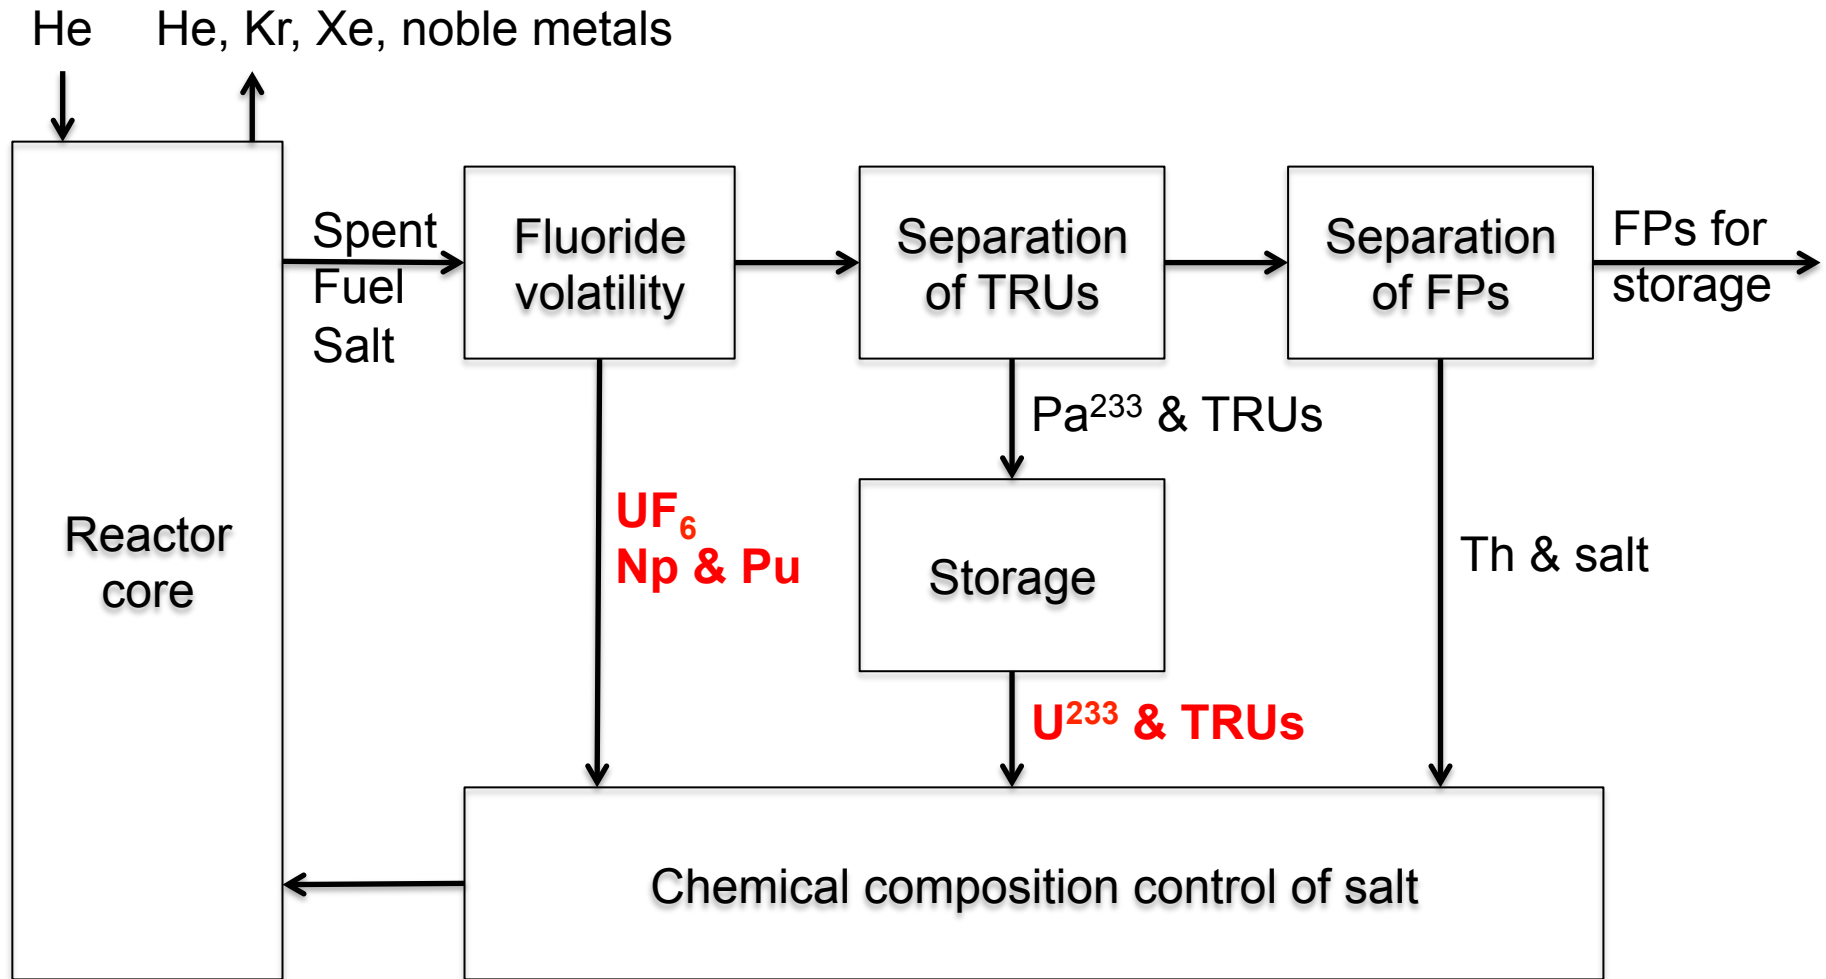 He
He, Kr, Xe, noble metals
Reactor
core
Spent
Fuel
Salt
Fluoride
volatility
Separation
of TRUs
Separation
of FPs
FPs for
storage
Pa²³³ & TRUs
UF₆
Np & Pu
Storage
Th & salt
U²³³ & TRUs
Chemical composition control of salt